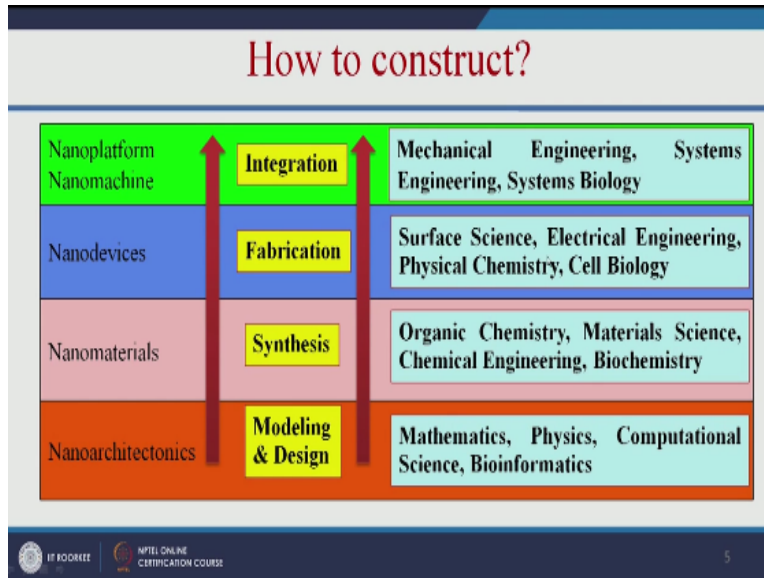 How to construct?
Nanoplatform
Nanomachine
Integration
Mechanical Engineering, Systems
Engineering, Systems Biology
Nanodevices
Fabrication
Surface Science, Electrical Engineering,
Physical Chemistry, Cell Biology
Nanomaterials
Synthesis
Organic Chemistry, Materials Science,
Chemical Engineering, Biochemistry
Nanoarchitectonics
Modeling
& Design
Mathematics, Physics, Computational
Science, Bioinformatics
IIT ROORKEE
NPTEL ONLINE
CERTIFICATION COURSE
5